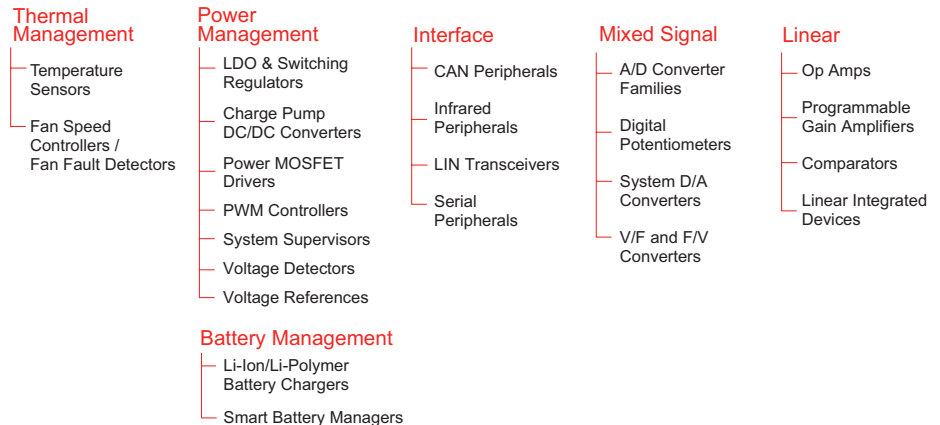 Thermal
Management
Temperature
Sensors
Fan Speed
Controllers /
Fan Fault Detectors
Power
Management
LDO & Switching
Regulators
Charge Pump
DC/DC Converters
Power MOSFET
Drivers
PWM Controllers
System Supervisors
Voltage Detectors
Voltage References
Battery Management
Li-Ion/Li-Polymer
Battery Chargers
Smart Battery Managers
Interface
CAN Peripherals
Infrared
Peripherals
LIN Transceivers
Serial
Peripherals
Mixed Signal
A/D Converter
Families
Digital
Potentiometers
System D/A
Converters
V/F and F/V
Converters
Linear
Op Amps
Programmable
Gain Amplifiers
Comparators
Linear Integrated
Devices